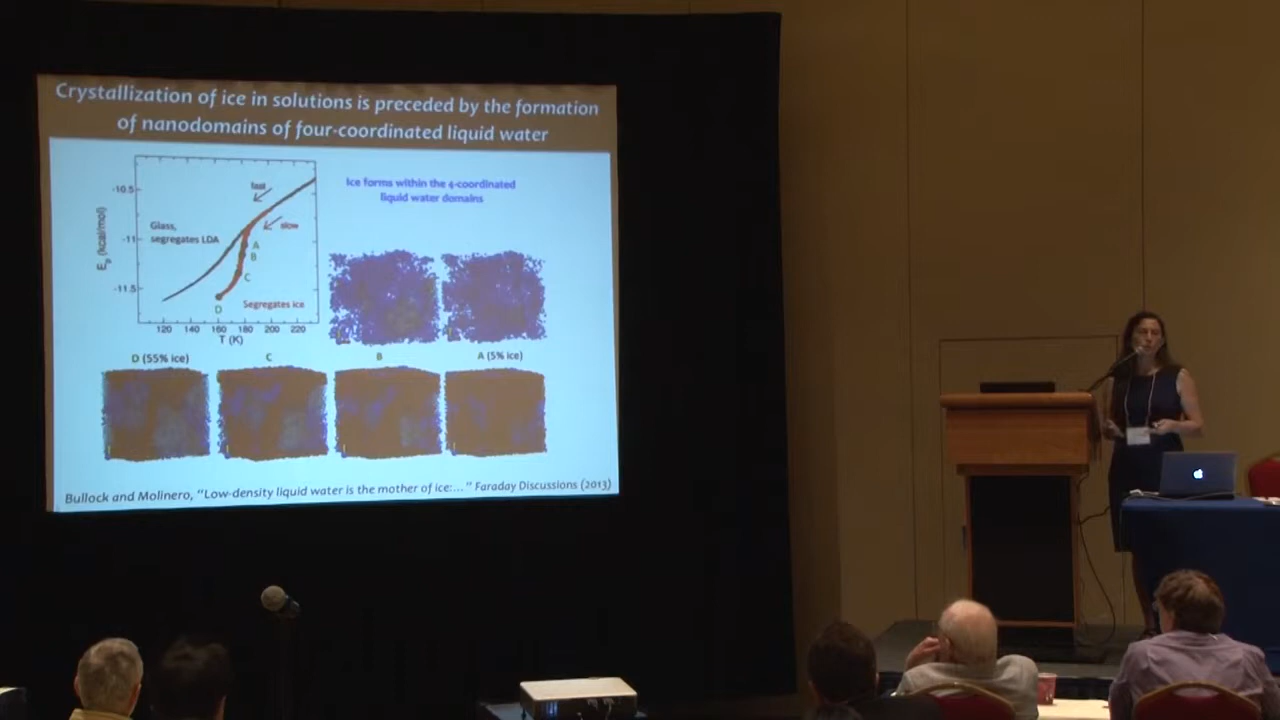 Crystallization of ice in solutions is preceded by the formation
of nanodomains of four-coordinated liquid water
Ice forms within the 4-coordinated
liquid water domains
-10.5
-11
-11.5
Ep (kcal/mol)
fast
slow
Glass,
segregates LDA
A
B
C
D
Segregates ice
120 140 160 180 200 220
T (K)
D (55% ice) C B A (5% ice)
Bullock and Molinero, "Low-density liquid water is the mother of ice:..." Faraday Discussions (2013)